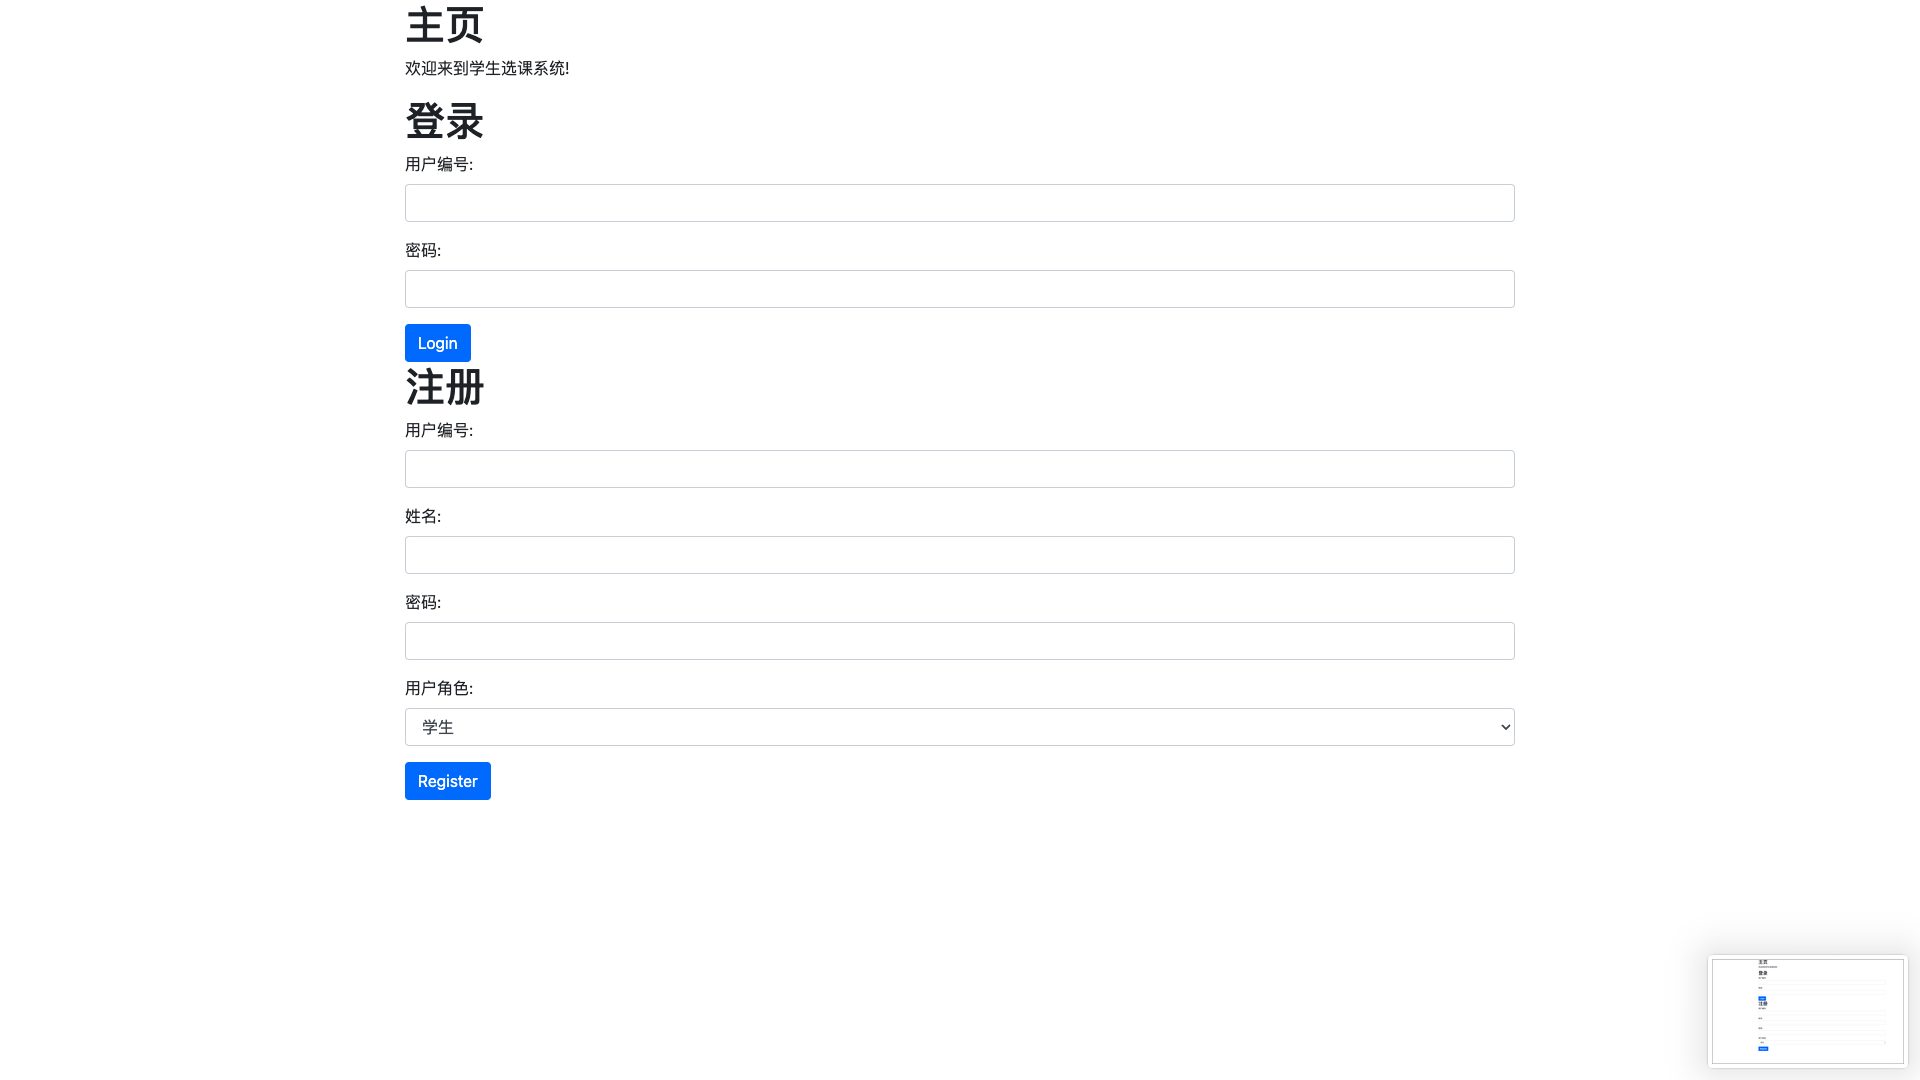 主页
欢迎来到学生选课系统!
登录
用户编号:
密码:
Login
注册
用户编号:
姓名:
密码:
用户角色:
学生
Register